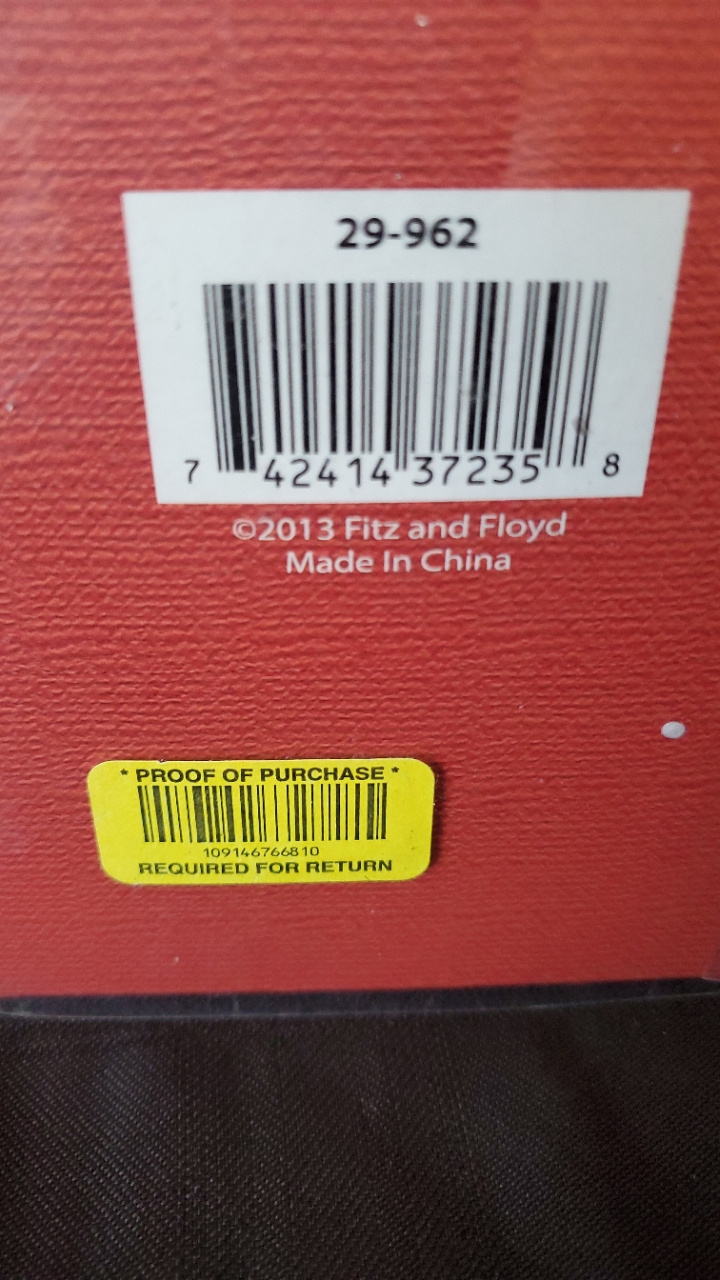 29-962
7 42414 37235 8
©2013 Fitz and Floyd
Made In China
* PROOF OF PURCHASE *
109146766810
REQUIRED FOR RETURN